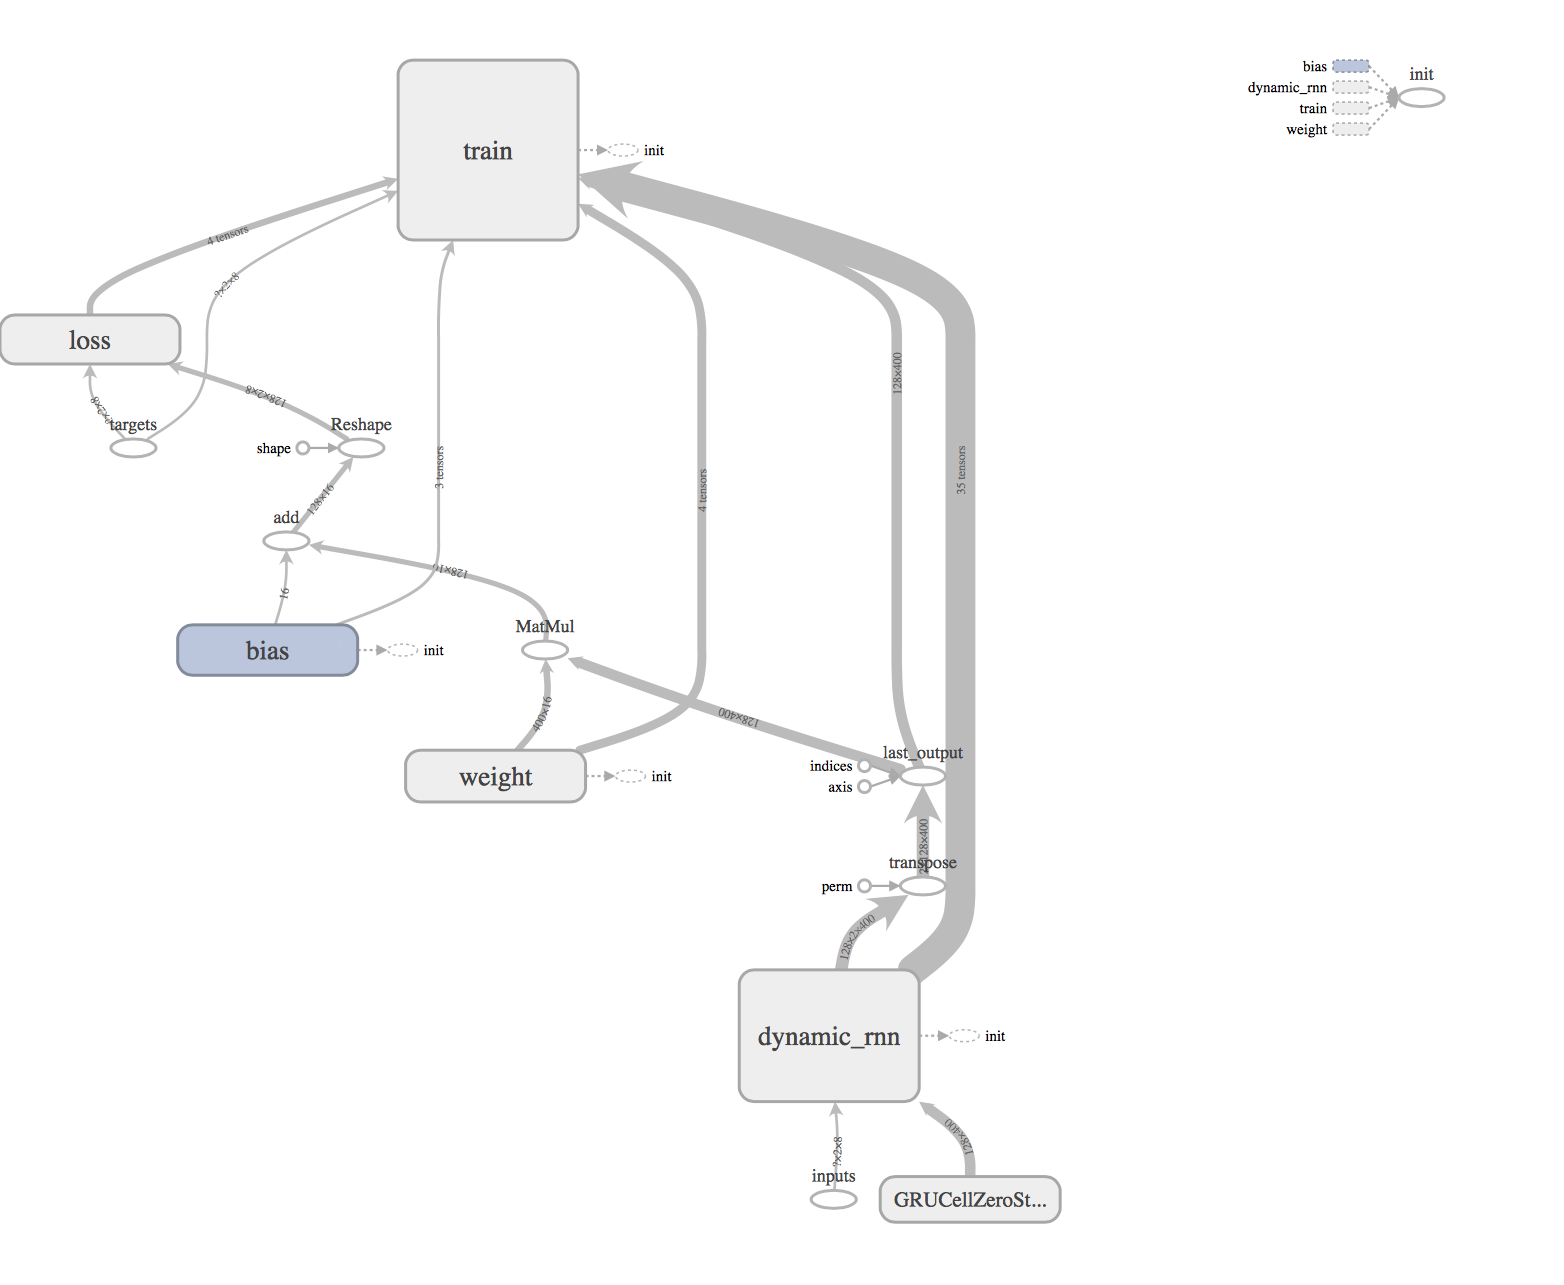 train
init
bias
dynamic_rnn
train
weight
init
4 tensors
?×2×8
loss
128×2×8
?×2×8
targets
Reshape
shape
128×400
3 tensors
4 tensors
35 tensors
128×16
add
128×16
16
bias
init
MatMul
400×16
128×400
weight
init
last_output
indices
axis
2×128×400
transpose
perm
128×2×400
dynamic_rnn
init
?×2×8
128×400
inputs
GRUCellZeroSt...